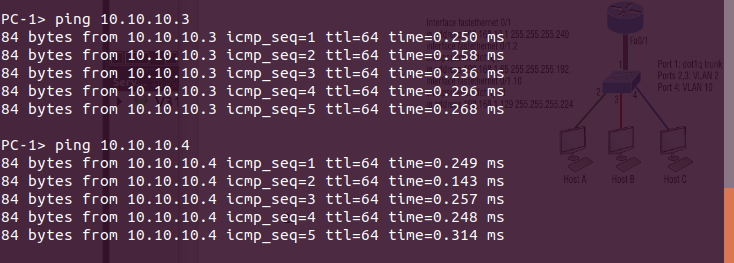 PC-1> ping 10.10.10.3
84 bytes from 10.10.10.3 icmp_seq=1 ttl=64 time=0.250 ms
84 bytes from 10.10.10.3 icmp_seq=2 ttl=64 time=0.258 ms
84 bytes from 10.10.10.3 icmp_seq=3 ttl=64 time=0.236 ms
84 bytes from 10.10.10.3 icmp_seq=4 ttl=64 time=0.296 ms
84 bytes from 10.10.10.3 icmp_seq=5 ttl=64 time=0.268 ms
PC-1> ping 10.10.10.4
84 bytes from 10.10.10.4 icmp_seq=1 ttl=64 time=0.249 ms
84 bytes from 10.10.10.4 icmp_seq=2 ttl=64 time=0.143 ms
84 bytes from 10.10.10.4 icmp_seq=3 ttl=64 time=0.257 ms
84 bytes from 10.10.10.4 icmp_seq=4 ttl=64 time=0.248 ms
84 bytes from 10.10.10.4 icmp_seq=5 ttl=64 time=0.314 ms
Interface fastethernet 0/1
255.255.255.240
255.255.255.192
255.255.255.224
Fa0/1
1
2
3
4
Port 1: dot1q trunk
Ports 2,3: VLAN 2
Port 4: VLAN 10
Host A
Host B
Host C